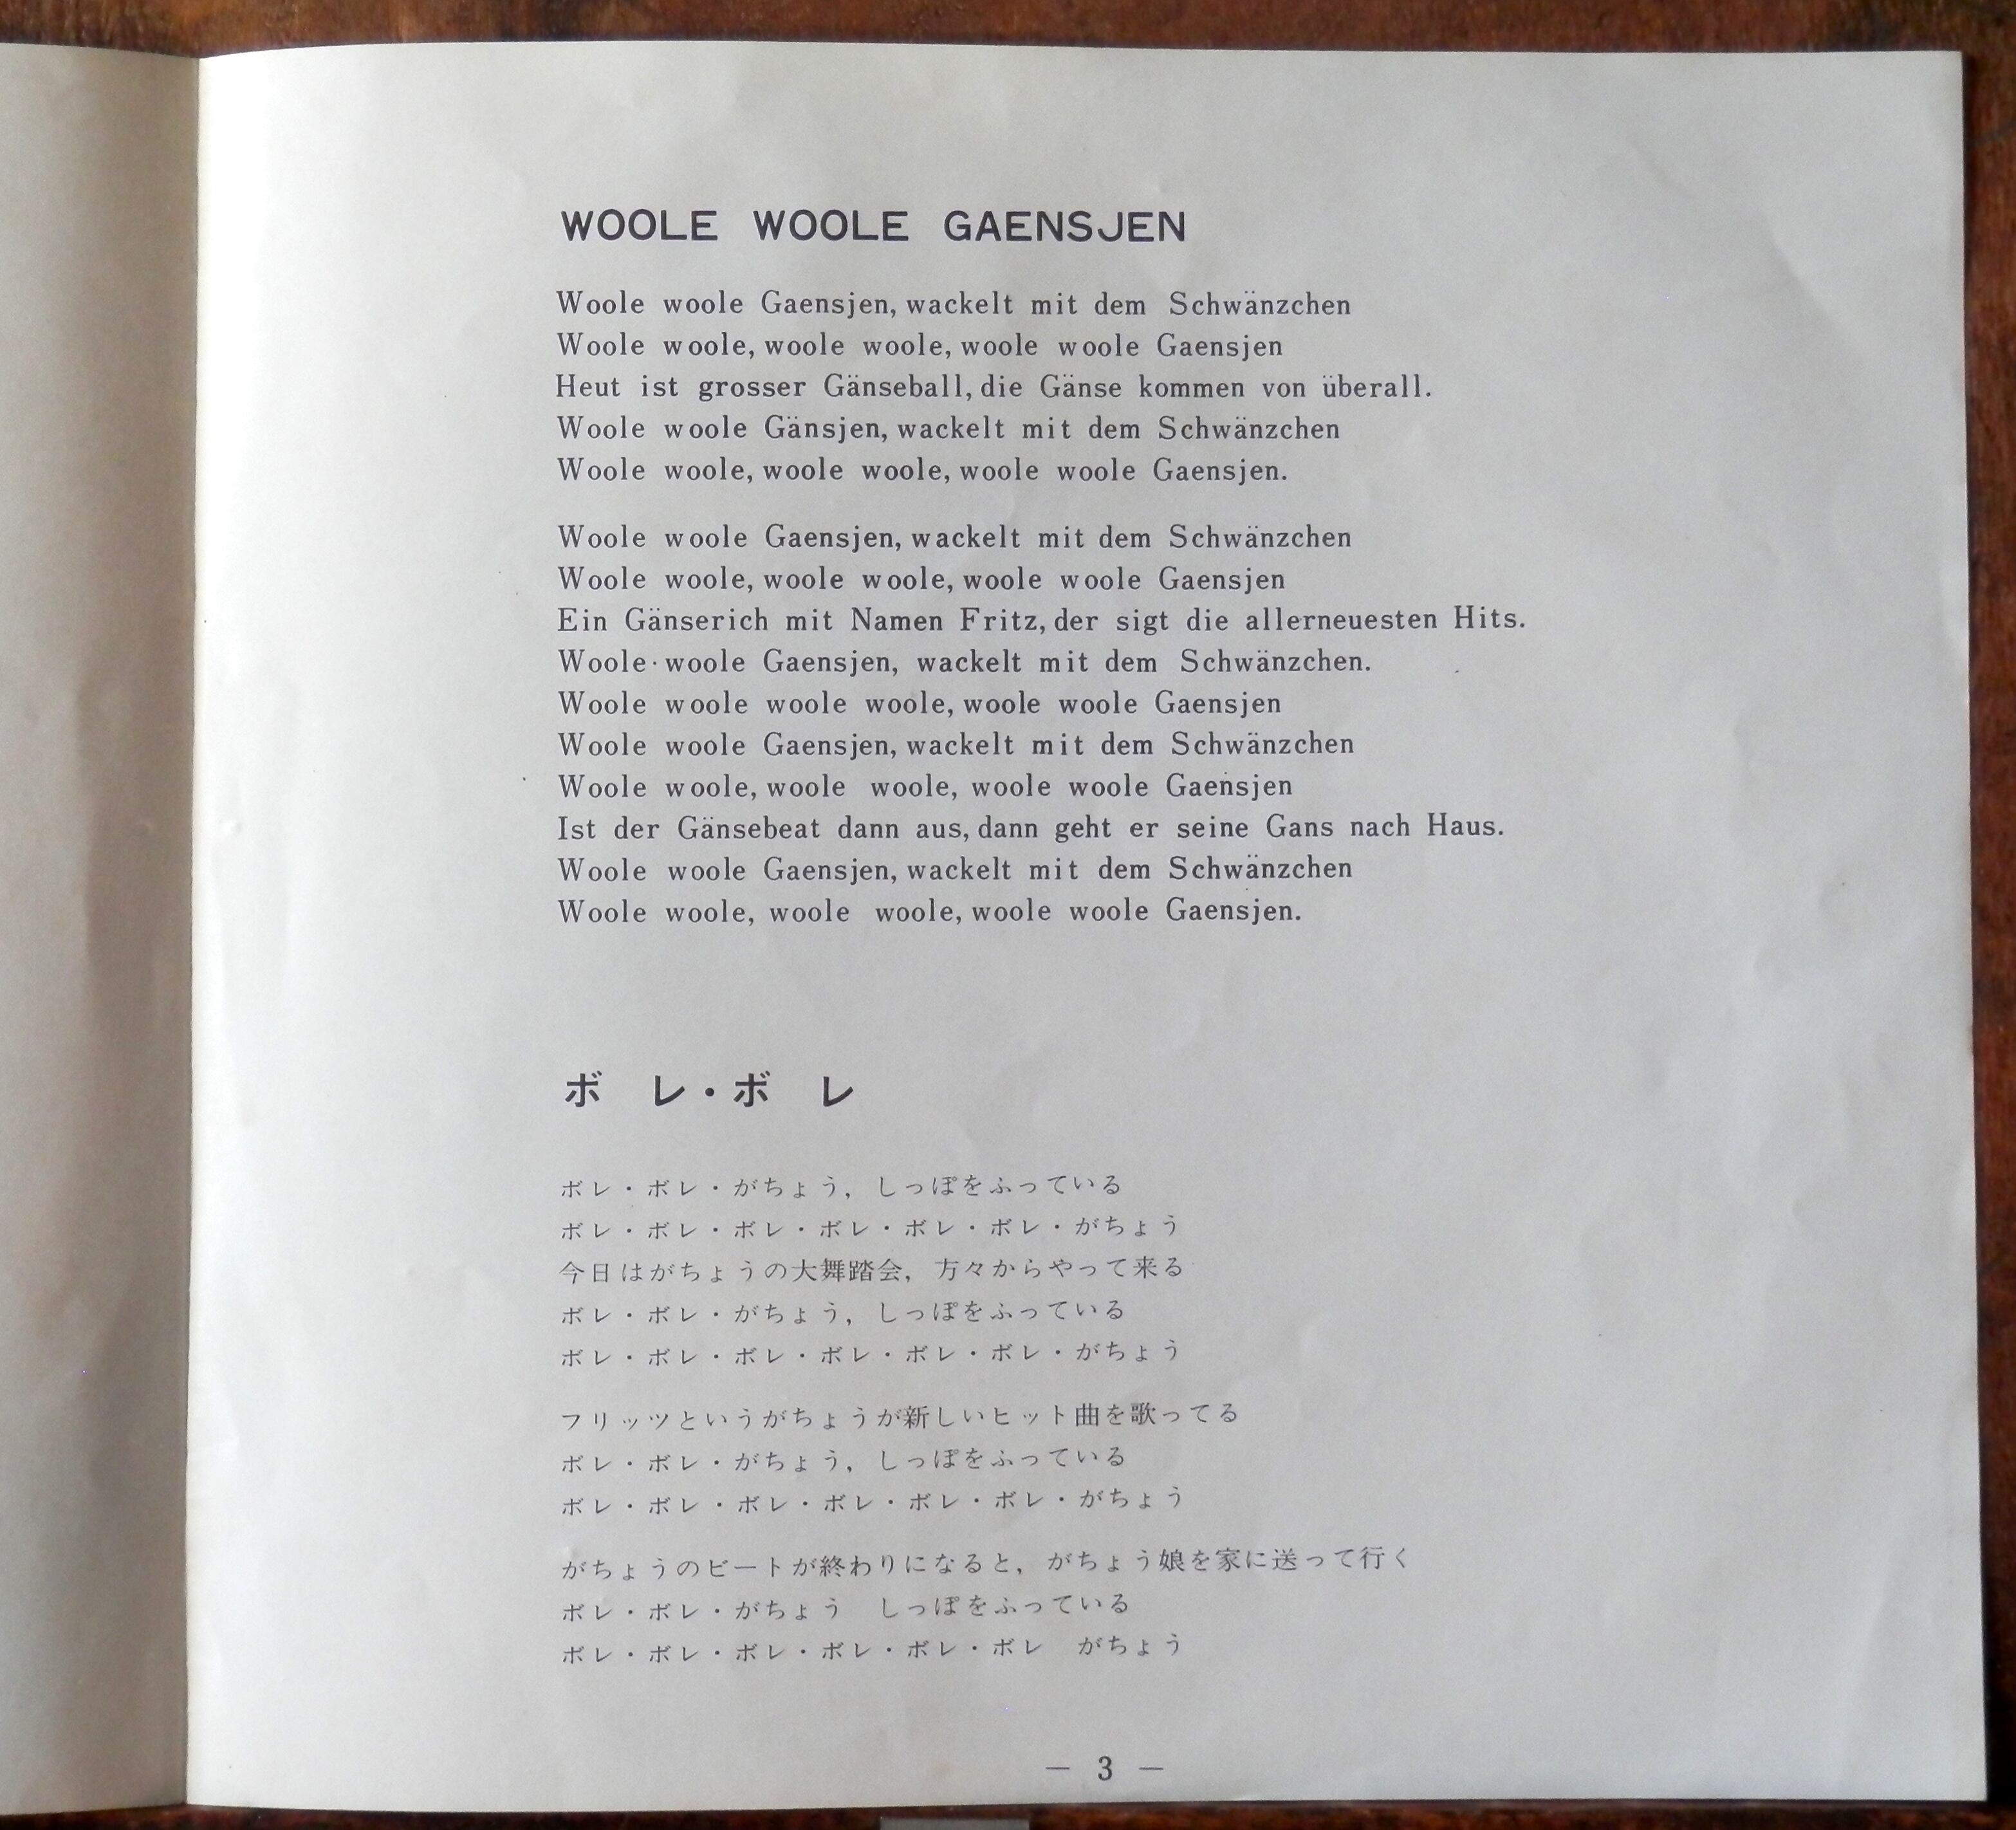 WOOLE WOOLE GAENSJEN
Woole woole Gaensjen, wackelt mit dem Schwänzchen
Woole woole, woole woole, woole woole Gaensjen
Heut ist grosser Gänseball, die Gänse kommen von überall.
Woole woole Gänsjen, wackelt mit dem Schwänzchen
Woole woole, woole woole, woole woole Gaensjen.
Woole woole Gaensjen, wackelt mit dem Schwänzchen
Woole woole, woole woole, woole woole Gaensjen
Ein Gänserich mit Namen Fritz, der sigt die allerneuesten Hits.
Woole·woole Gaensjen, wackelt mit dem Schwänzchen.
Woole woole woole woole, woole woole Gaensjen
Woole woole Gaensjen, wackelt mit dem Schwänzchen
Woole woole, woole woole, woole woole Gaensjen
Ist der Gänsebeat dann aus, dann geht er seine Gans nach Haus.
Woole woole Gaensjen, wackelt mit dem Schwänzchen
Woole woole, woole woole, woole woole Gaensjen.
ボレ・ボレ
ボレ・ボレ・がちょう，しっぽをふっている
ボレ・ボレ・ボレ・ボレ・ボレ・ボレ・がちょう
今日はがちょうの大舞踏会，方々からやって来る
ボレ・ボレ・がちょう，しっぽをふっている
ボレ・ボレ・ボレ・ボレ・ボレ・ボレ・がちょう
フリッツというがちょうが新しいヒット曲を歌ってる
ボレ・ボレ・がちょう，しっぽをふっている
ボレ・ボレ・ボレ・ボレ・ボレ・ボレ・がちょう
がちょうのビートが終わりになると，がちょう娘を家に送って行く
ボレ・ボレ・がちょう　しっぽをふっている
ボレ・ボレ・ボレ・ボレ・ボレ・ボレ　がちょう
— 3 —